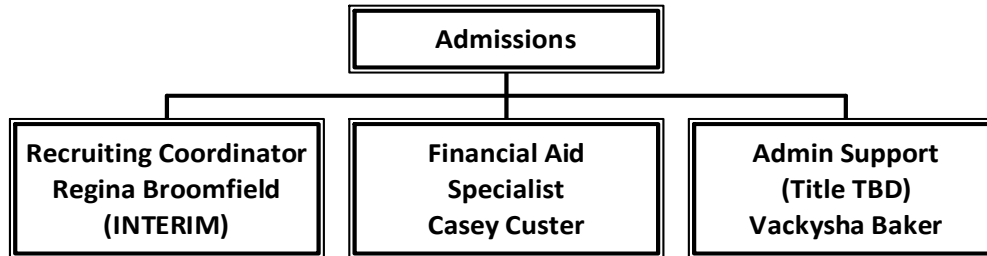 Admissions
Recruiting Coordinator
Regina Broomfield
(INTERIM)
Financial Aid
Specialist
Casey Custer
Admin Support
(Title TBD)
Vackysha Baker